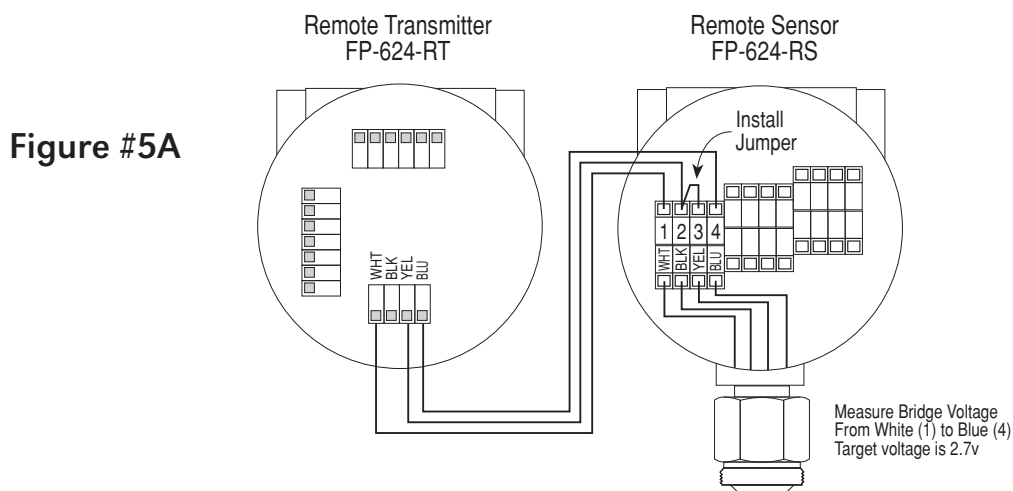 Remote Transmitter
FP-624-RT
Remote Sensor
FP-624-RS
Figure #5A
Install
Jumper
WHT
BLK
YEL
BLU
1 2 3 4
WHT
BLK
YEL
BLU
Measure Bridge Voltage
From White (1) to Blue (4)
Target voltage is 2.7v